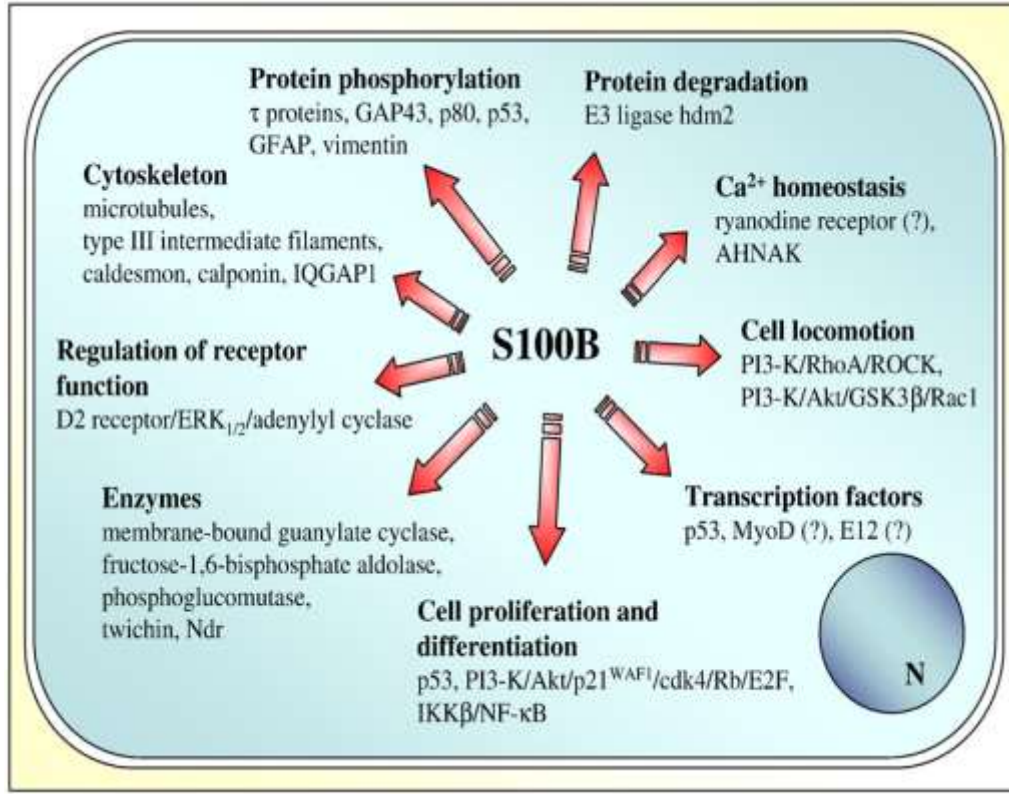 Protein phosphorylation
τ proteins, GAP43, p80, p53,
GFAP, vimentin
Protein degradation
E3 ligase hdm2
Cytoskeleton
microtubules,
type III intermediate filaments,
caldesmon, calponin, IQGAP1
Ca²⁺ homeostasis
ryanodine receptor (?),
AHNAK
S100B
Cell locomotion
PI3-K/RhoA/ROCK,
PI3-K/Akt/GSK3β/Rac1
Regulation of receptor
function
D2 receptor/ERK₁/₂/adenylyl cyclase
Enzymes
membrane-bound guanylate cyclase,
fructose-1,6-bisphosphate aldolase,
phosphoglucomutase,
twichin, Ndr
Transcription factors
p53, MyoD (?), E12 (?)
Cell proliferation and
differentiation
p53, PI3-K/Akt/p21ᵂᴬᶠ¹/cdk4/Rb/E2F,
IKKβ/NF-κB
N